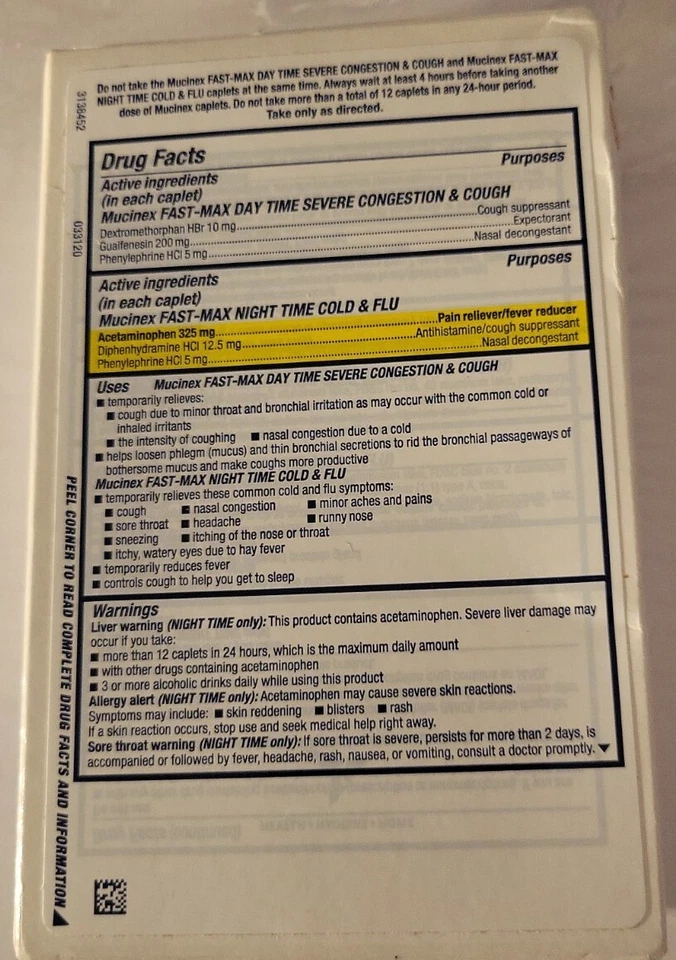 Do not take the Mucinex FAST-MAX DAY TIME SEVERE CONGESTION & COUGH and Mucinex FAST-MAX
NIGHT TIME COLD & FLU caplets at the same time. Always wait at least 4 hours before taking another
dose of Mucinex caplets. Do not take more than a total of 12 caplets in any 24-hour period.
Take only as directed.
3138452
033120
Drug Facts
Active ingredients Purposes
(in each caplet)
Mucinex FAST-MAX DAY TIME SEVERE CONGESTION & COUGH
Dextromethorphan HBr 10 mg....................Cough suppressant
Guaifenesin 200 mg....................Expectorant
Phenylephrine HCl 5 mg....................Nasal decongestant
Active ingredients Purposes
(in each caplet)
Mucinex FAST-MAX NIGHT TIME COLD & FLU
Acetaminophen 325 mg....................Pain reliever/fever reducer
Diphenhydramine HCl 12.5 mg....................Antihistamine/cough suppressant
Phenylephrine HCl 5 mg....................Nasal decongestant
Uses Mucinex FAST-MAX DAY TIME SEVERE CONGESTION & COUGH
■ temporarily relieves:
■ cough due to minor throat and bronchial irritation as may occur with the common cold or
inhaled irritants
■ the intensity of coughing ■ nasal congestion due to a cold
■ helps loosen phlegm (mucus) and thin bronchial secretions to rid the bronchial passageways of
bothersome mucus and make coughs more productive
Mucinex FAST-MAX NIGHT TIME COLD & FLU
■ temporarily relieves these common cold and flu symptoms:
■ cough ■ nasal congestion ■ minor aches and pains
■ sore throat ■ headache ■ runny nose
■ sneezing ■ itching of the nose or throat
■ itchy, watery eyes due to hay fever
■ temporarily reduces fever
■ controls cough to help you get to sleep
Warnings
Liver warning (NIGHT TIME only): This product contains acetaminophen. Severe liver damage may
occur if you take:
■ more than 12 caplets in 24 hours, which is the maximum daily amount
■ with other drugs containing acetaminophen
■ 3 or more alcoholic drinks daily while using this product
Allergy alert (NIGHT TIME only): Acetaminophen may cause severe skin reactions.
Symptoms may include: ■ skin reddening ■ blisters ■ rash
If a skin reaction occurs, stop use and seek medical help right away.
Sore throat warning (NIGHT TIME only): If sore throat is severe, persists for more than 2 days, is
accompanied or followed by fever, headache, rash, nausea, or vomiting, consult a doctor promptly. ▼
PEEL CORNER TO READ COMPLETE DRUG FACTS AND INFORMATION